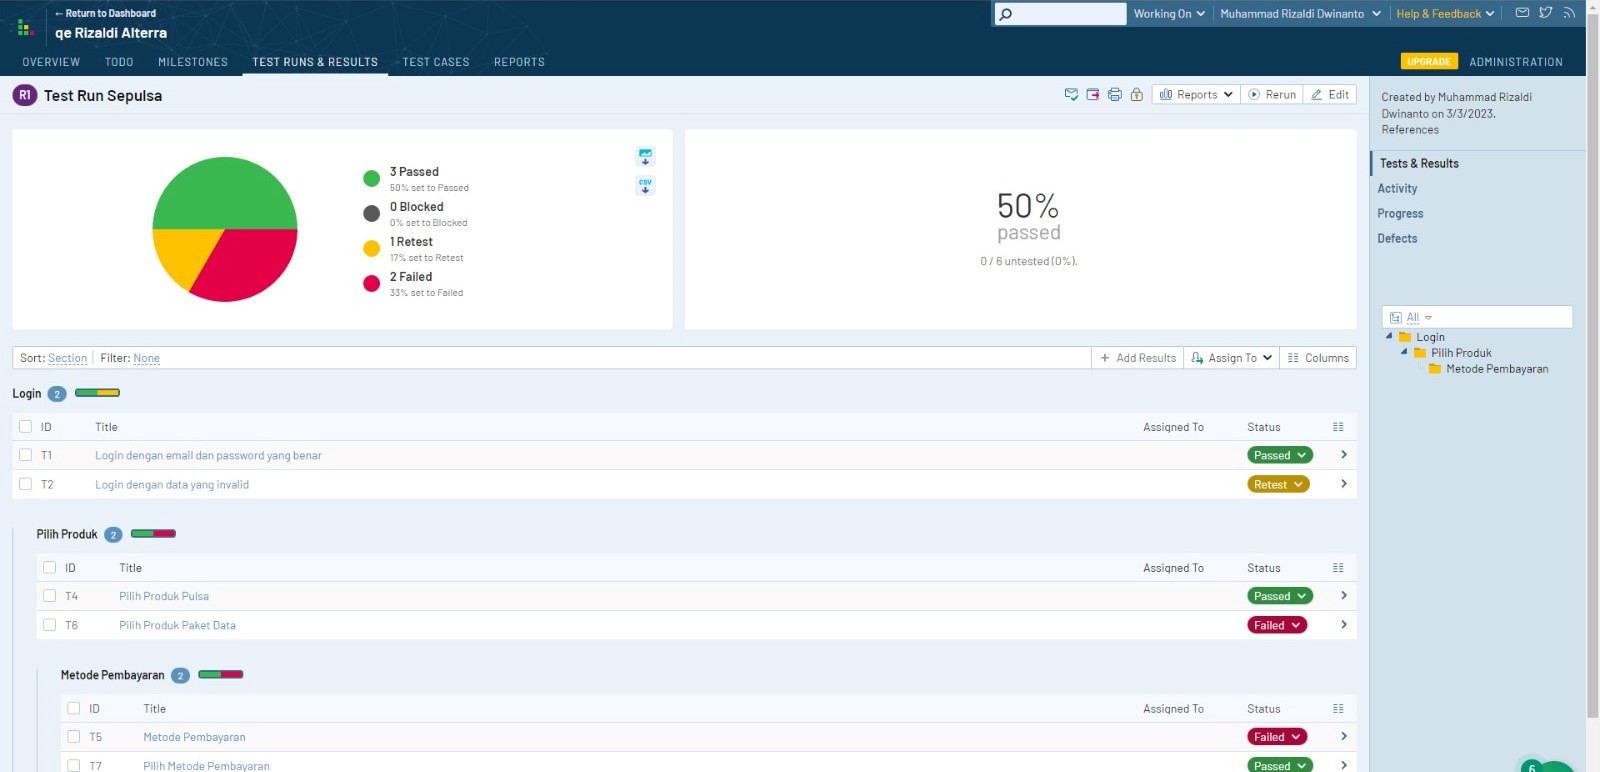 ← Return to Dashboard
qe Rizaldi Alterra
Working On
Muhammad Rizaldi Dwinanto
Help & Feedback
OVERVIEW
TODO
MILESTONES
TEST RUNS & RESULTS
TEST CASES
REPORTS
UPGRADE
ADMINISTRATION
R1
Test Run Sepulsa
Reports
Rerun
Edit
3 Passed
50% set to Passed
0 Blocked
0% set to Blocked
1 Retest
17% set to Retest
2 Failed
33% set to Failed
CSV
50%
passed
0 / 6 untested (0%).
Sort: Section
Filter: None
+ Add Results
Assign To
Columns
Login 2
ID Title Assigned To Status
T1 Login dengan email dan password yang benar Passed
T2 Login dengan data yang invalid Retest
Pilih Produk 2
ID Title Assigned To Status
T4 Pilih Produk Pulsa Passed
T6 Pilih Produk Paket Data Failed
Metode Pembayaran 2
ID Title Assigned To Status
T5 Metode Pembayaran Failed
T7 Pilih Metode Pembayaran Passed
Created by Muhammad Rizaldi
Dwinanto on 3/3/2023.
References
Tests & Results
Activity
Progress
Defects
All
Login
Pilih Produk
Metode Pembayaran
6